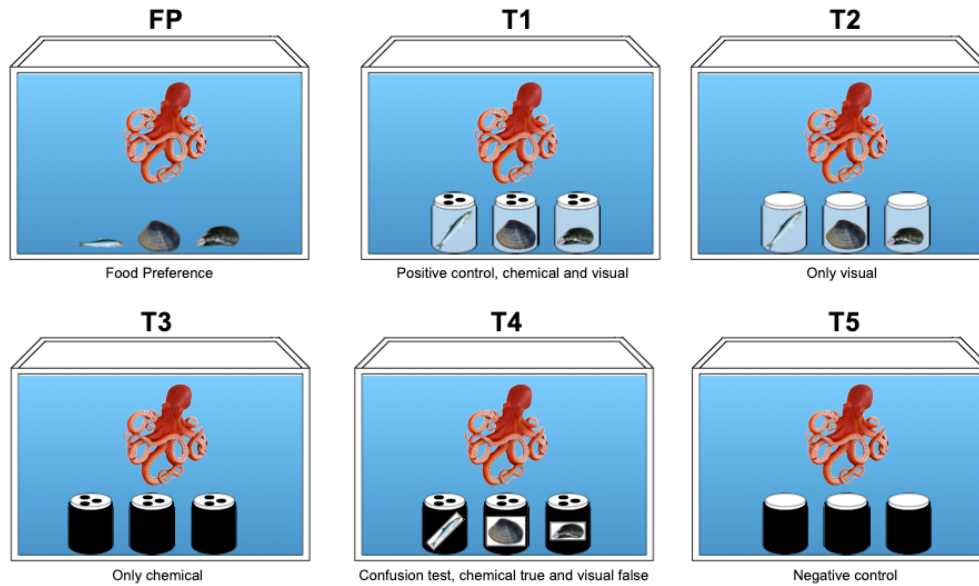 FP
T1
T2
Food Preference
Positive control, chemical and visual
Only visual
T3
T4
T5
Only chemical
Confusion test, chemical true and visual false
Negative control